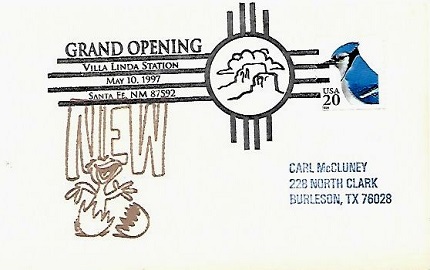 GRAND OPENING
VILLA LINDA STATION
MAY 10, 1997
SANTA FE, NM 87592
USA
20
NEW
CARL McCLUNEY
228 NORTH CLARK
BURLESON, TX 76028